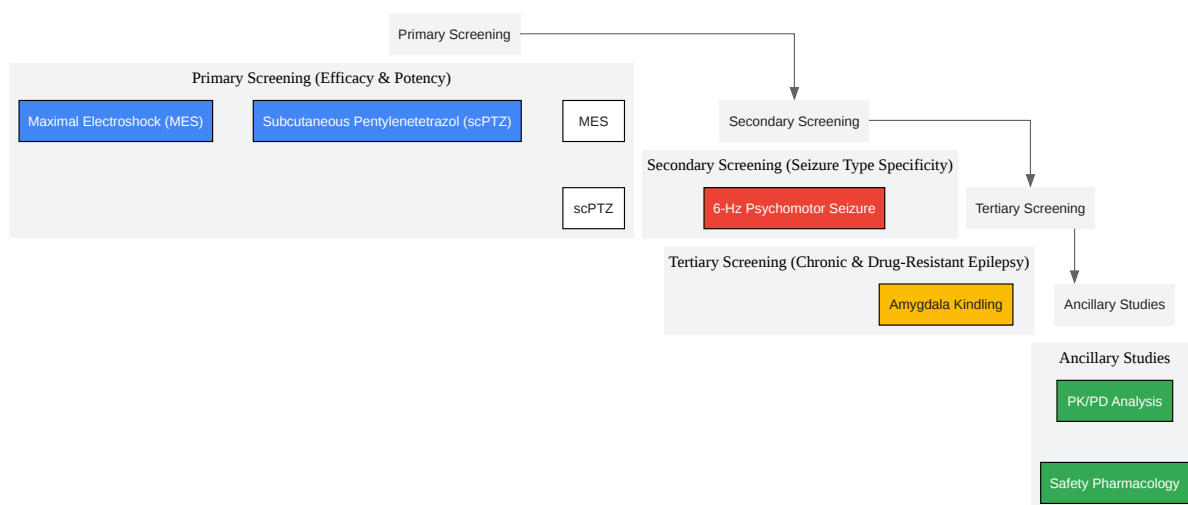 Primary Screening
Primary Screening (Efficacy & Potency)
Maximal Electroshock (MES)
Subcutaneous Pentylenetetrazol (scPTZ)
MES
scPTZ
Secondary Screening
Secondary Screening (Seizure Type Specificity)
6-Hz Psychomotor Seizure
Tertiary Screening
Tertiary Screening (Chronic & Drug-Resistant Epilepsy)
Amygdala Kindling
Ancillary Studies
Ancillary Studies
PK/PD Analysis
Safety Pharmacology